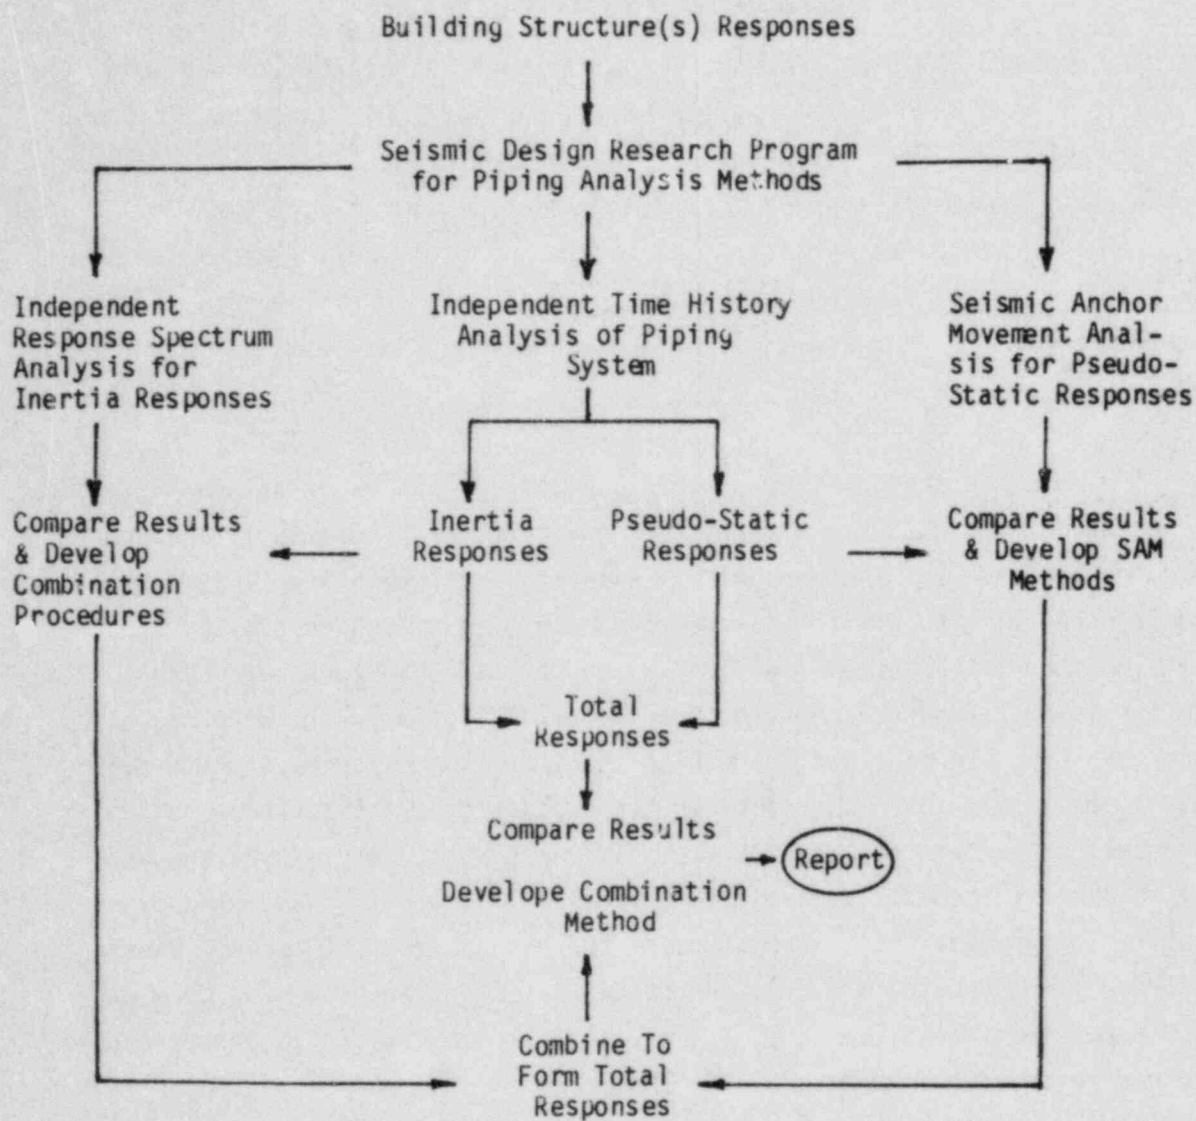 Building Structure(s) Responses
Seismic Design Research Program
for Piping Analysis Methods
Independent
Response Spectrum
Analysis for
Inertia Responses
Independent Time History
Analysis of Piping
System
Seismic Anchor
Movement Anal-
sis for Pseudo-
Static Responses
Compare Results
& Develop
Combination
Procedures
Inertia
Responses
Pseudo-Static
Responses
Compare Results
& Develop SAM
Methods
Total
Responses
Compare Results
Report
Develope Combination
Method
Combine To
Form Total
Responses